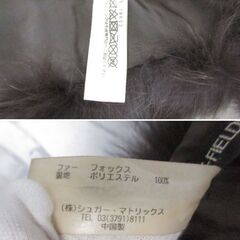 ファー フォックス
裏地 ポリエステル 100%
(株)シュガー・マトリックス
TEL 03(3791)8111
中国製
FIELD